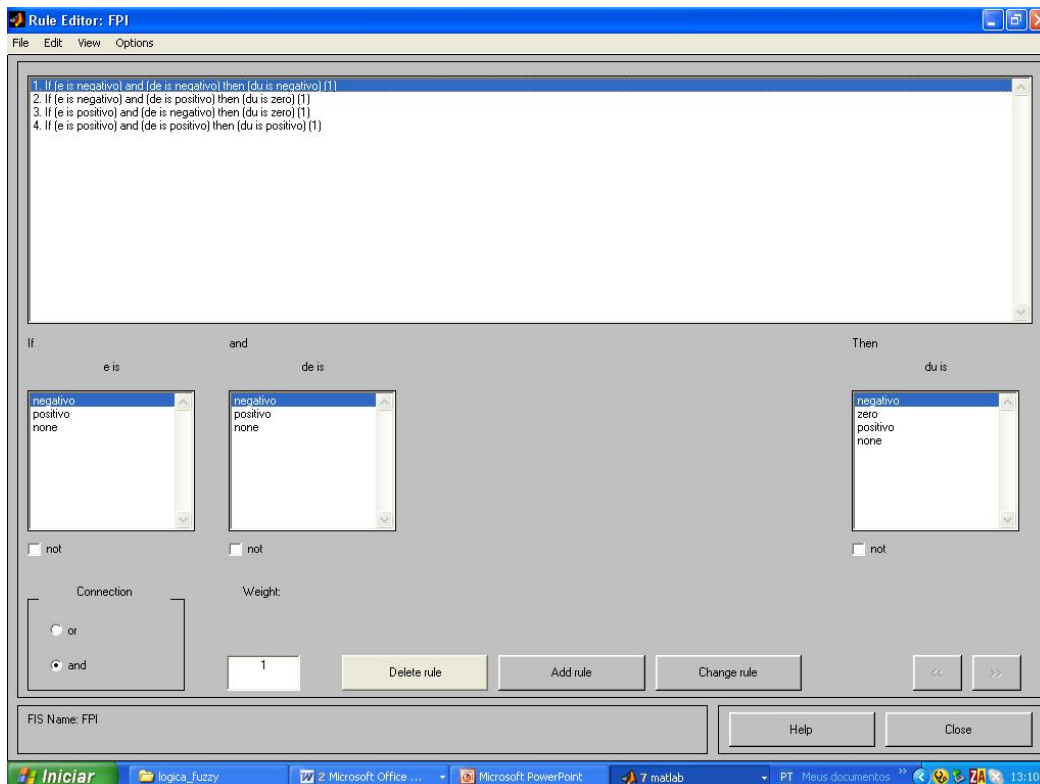 Rule Editor: FPI
File Edit View Options
1. If (e is negativo) and (de is negativo) then (du is negativo) (1)
2. If (e is negativo) and (de is positivo) then (du is zero) (1)
3. If (e is positivo) and (de is negativo) then (du is zero) (1)
4. If (e is positivo) and (de is positivo) then (du is positivo) (1)
If and Then
e is de is du is
negativo negativo negativo
positivo positivo zero
none none positivo
none
not not not
Connection Weight:
or
and 1 Delete rule Add rule Change rule << >>
FIS Name: FPI
Help Close
Iniciar logica_fuzzy 2 Microsoft Office ... Microsoft PowerPoint 7 matlab PT Meus documentos » 13:10